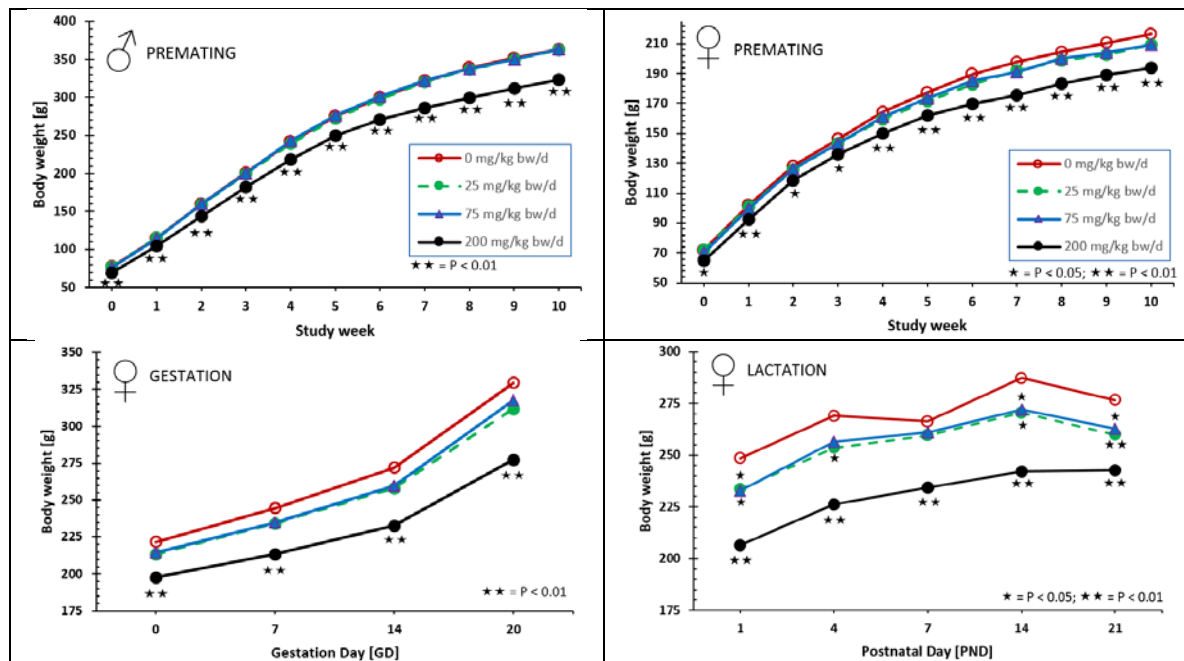 PREMATING
Body weight [g]
400
350
300
250
200
150
100
50
0 1 2 3 4 5 6 7 8 9 10
Study week
0 mg/kg bw/d
25 mg/kg bw/d
75 mg/kg bw/d
200 mg/kg bw/d
★★ = P < 0.01
PREMATING
Body weight [g]
210
190
170
150
130
110
90
70
50
0 1 2 3 4 5 6 7 8 9 10
Study week
0 mg/kg bw/d
25 mg/kg bw/d
75 mg/kg bw/d
200 mg/kg bw/d
★ = P < 0.05; ★★ = P < 0.01
GESTATION
Body weight [g]
350
325
300
275
250
225
200
175
0 7 14 20
Gestation Day [GD]
★★ = P < 0.01
LACTATION
Body weight [g]
300
275
250
225
200
175
1 4 7 14 21
Postnatal Day [PND]
★ = P < 0.05; ★★ = P < 0.01